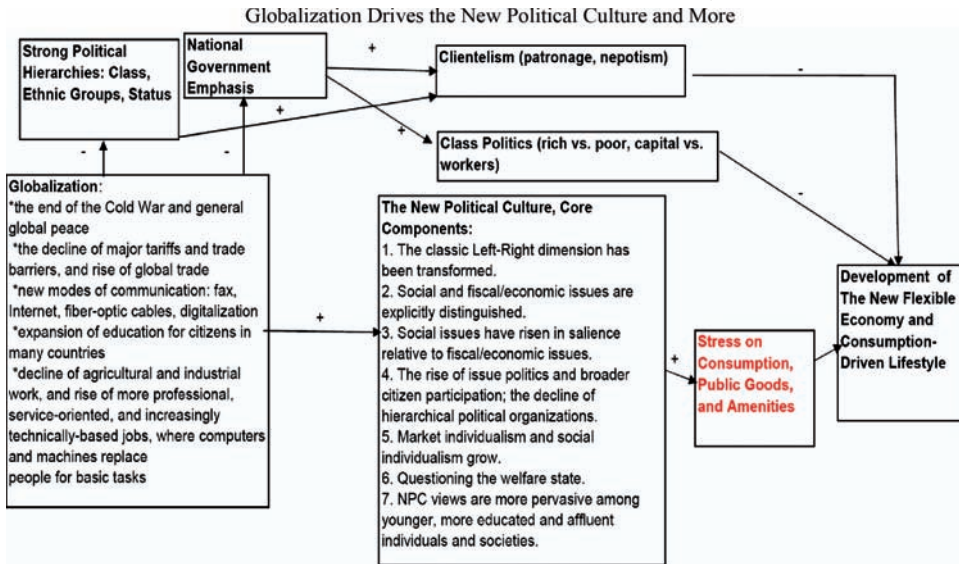 Globalization Drives the New Political Culture and More
Strong Political
Hierarchies: Class,
Ethnic Groups, Status
National
Government
Emphasis
+
+
+
Clientelism (patronage, nepotism)
-
Class Politics (rich vs. poor, capital vs.
workers)
-
-
-
Globalization:
*the end of the Cold War and general
global peace
*the decline of major tariffs and trade
barriers, and rise of global trade
*new modes of communication: fax,
Internet, fiber-optic cables, digitalization
*expansion of education for citizens in
many countries
*decline of agricultural and industrial
work, and rise of more professional,
service-oriented, and increasingly
technically-based jobs, where computers
and machines replace
people for basic tasks
+
The New Political Culture, Core
Components:
1. The classic Left-Right dimension has
been transformed.
2. Social and fiscal/economic issues are
explicitly distinguished.
3. Social issues have risen in salience
relative to fiscal/economic issues.
4. The rise of issue politics and broader
citizen participation; the decline of
hierarchical political organizations.
5. Market individualism and social
individualism grow.
6. Questioning the welfare state.
7. NPC views are more pervasive among
younger, more educated and affluent
individuals and societies.
+
Stress on
Consumption,
Public Goods,
and Amenities
Development of
The New Flexible
Economy and
Consumption-
Driven Lifestyle